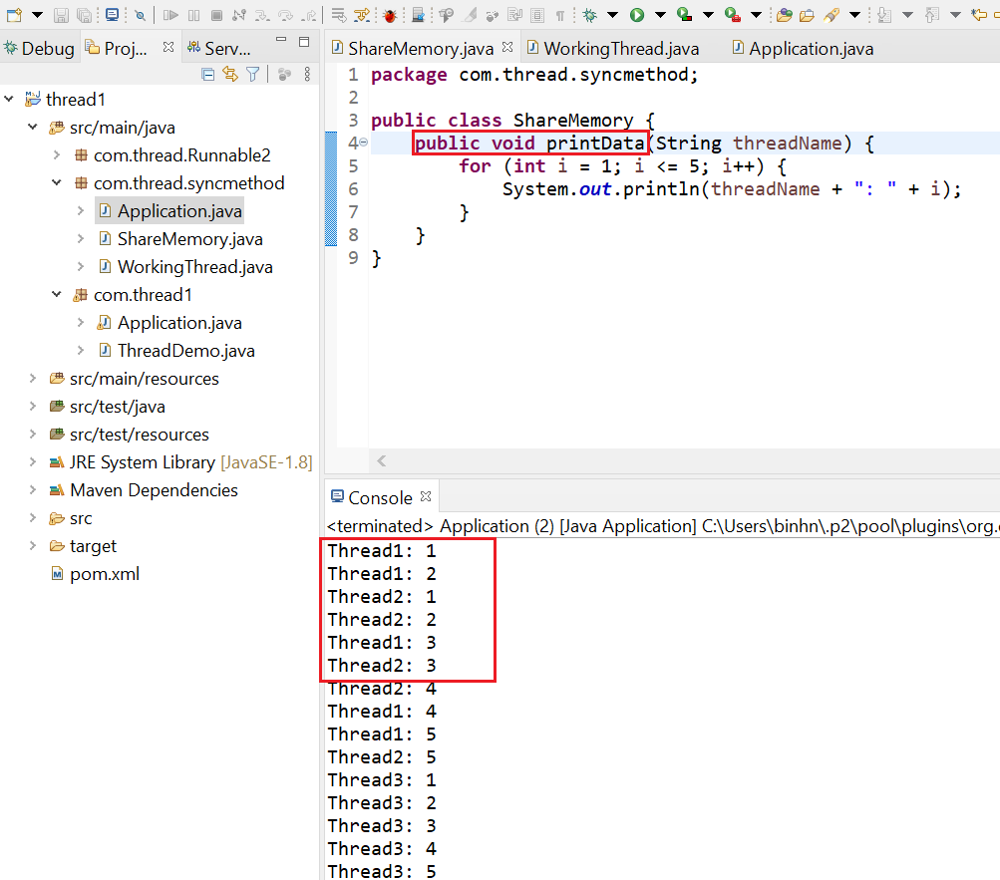 Debug Proj... Serv...
thread1
src/main/java
com.thread.Runnable2
com.thread.syncmethod
Application.java
ShareMemory.java
WorkingThread.java
com.thread1
Application.java
ThreadDemo.java
src/main/resources
src/test/java
src/test/resources
JRE System Library [JavaSE-1.8]
Maven Dependencies
src
target
pom.xml
ShareMemory.java WorkingThread.java Application.java
1 package com.thread.syncmethod;
2
3 public class ShareMemory {
4 public void printData(String threadName) {
5 for (int i = 1; i <= 5; i++) {
6 System.out.println(threadName + ": " + i);
7 }
8 }
9 }
Console
<terminated> Application (2) [Java Application] C:\Users\binhn\.p2\pool\plugins\org.
Thread1: 1
Thread1: 2
Thread2: 1
Thread2: 2
Thread1: 3
Thread2: 3
Thread2: 4
Thread1: 4
Thread1: 5
Thread2: 5
Thread3: 1
Thread3: 2
Thread3: 3
Thread3: 4
Thread3: 5